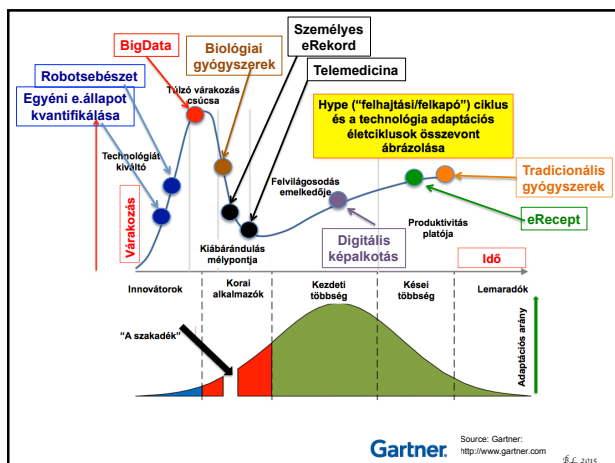 Személyes
eRekord
BigData
Biológiai
gyógyszerek
Telemedicina
Robotsebészet
Egyéni e.állapot
kvantifikálása
Túlzó várakozás
csúcsa
Hype (“felhajtási/felkapó”) ciklus
és a technológia adaptációs
életciklusok összevont
ábrázolása
Technológiát
kiváltó
Felvilágosodás
emelkedője
Tradicionális
gyógyszerek
Várakozás
Kiábárándulás
mélypontja
Digitális
képalkotás
Produktivitás
platója
eRecept
Idő
Innovátorok
Korai
alkalmazók
Kezdeti
többség
Kései
többség
Lemaradók
“A szakadék”
Adaptációs arány
Gartner.
Source: Gartner:
http://www.gartner.com
B.L. 2015